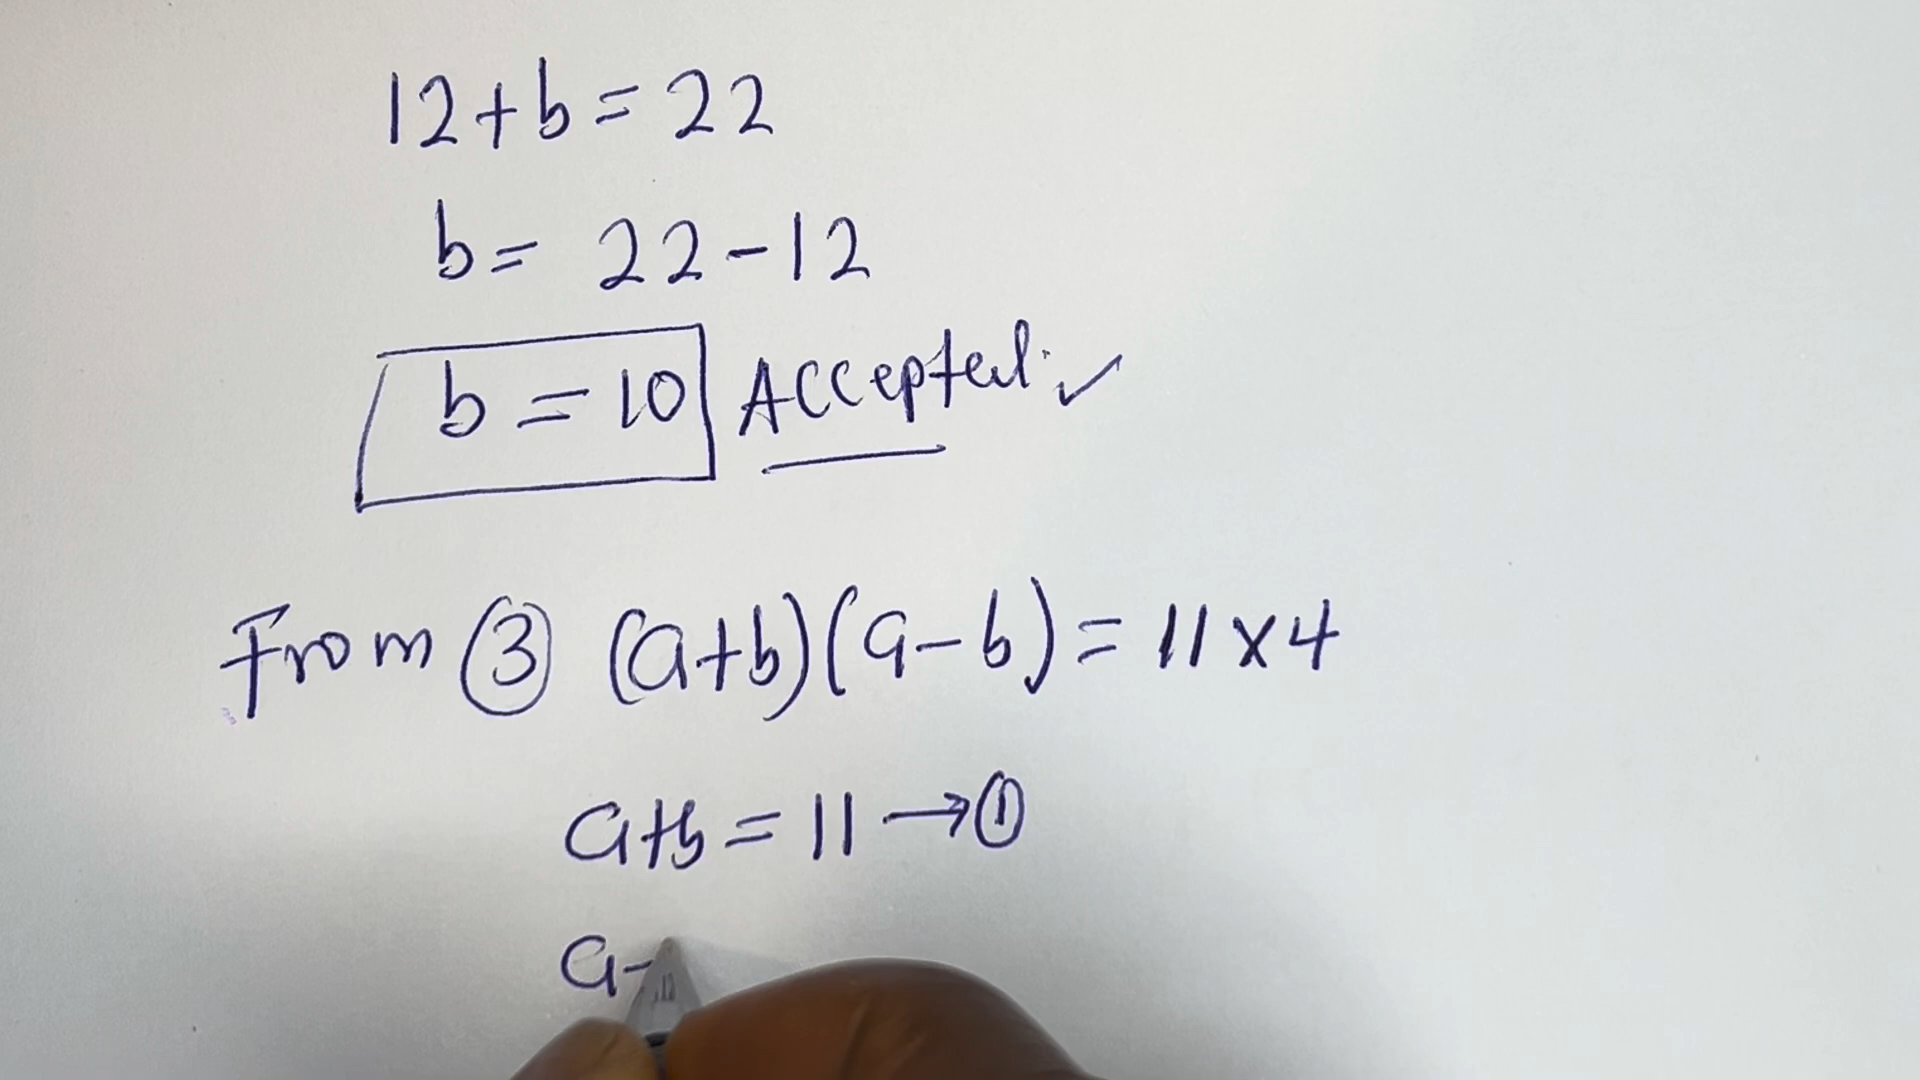 12+b=22
b= 22-12
b=10 Accepted. ✓
From ③ (a+b)(a-b)=11×4
a+b=11→①
a-